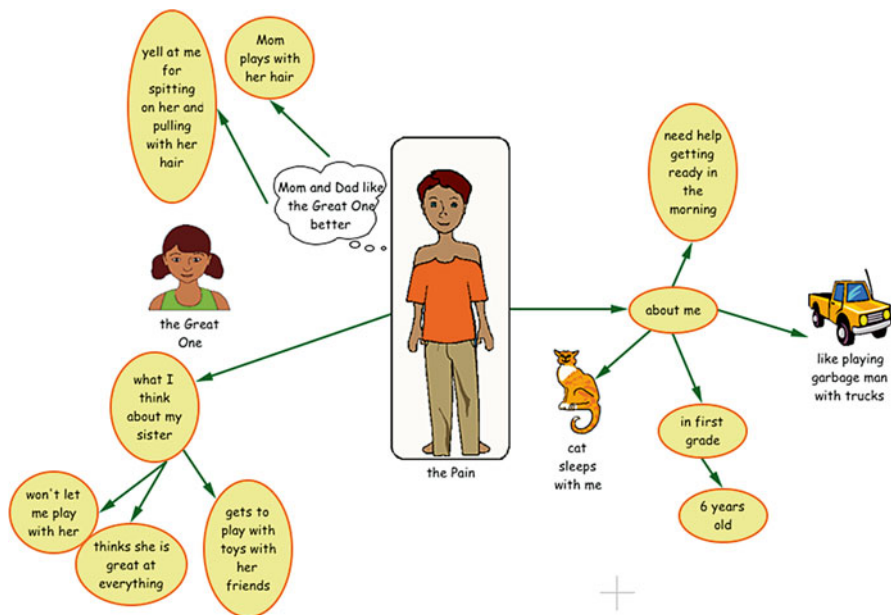 yell at me
for
spitting
on her and
pulling
with her
hair
Mom
plays with
her hair
Mom and Dad like
the Great One
better
the Great
One
what I
think
about my
sister
won't let
me play
with her
thinks she is
great at
everything
gets to
play with
toys with
her
friends
the Pain
need help
getting
ready in
the
morning
about me
like playing
garbage man
with trucks
cat
sleeps
with me
in first
grade
6 years
old